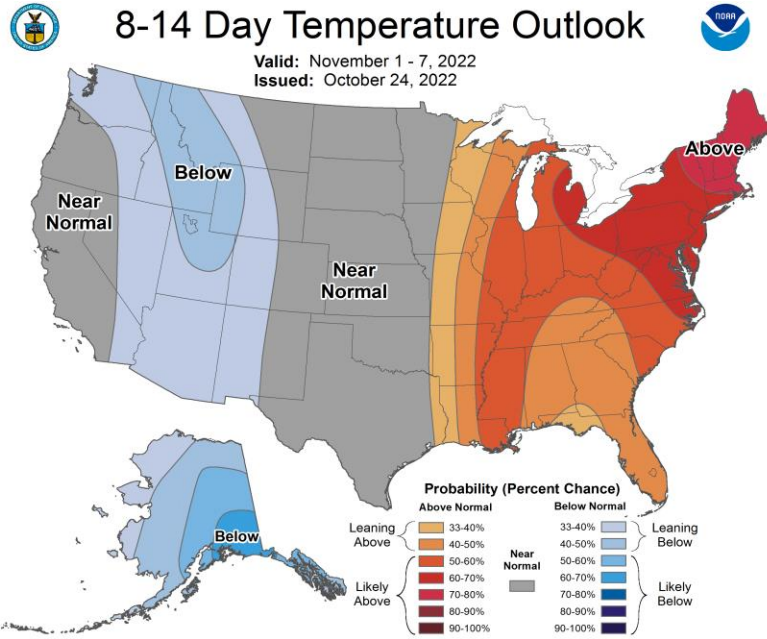 8-14 Day Temperature Outlook
Valid: November 1 - 7, 2022
Issued: October 24, 2022
NOAA
Below
Above
Near
Normal
Near
Normal
Below
Probability (Percent Chance)
Above Normal
Below Normal
Leaning
Above
33-40%
40-50%
Likely
Above
50-60%
60-70%
70-80%
80-90%
90-100%
Near
Normal
33-40%
40-50%
Leaning
Below
50-60%
60-70%
70-80%
80-90%
90-100%
Likely
Below